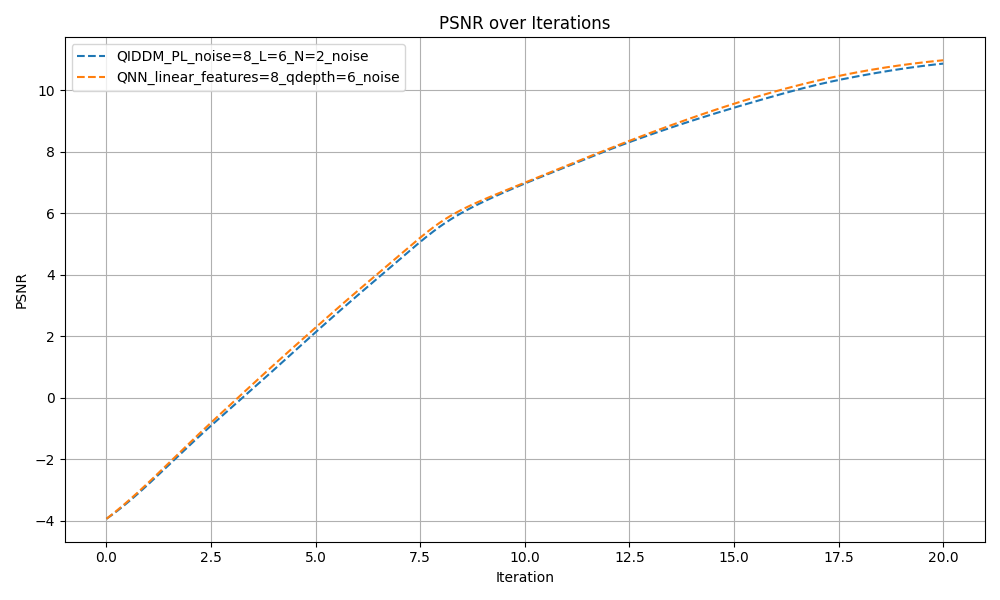 PSNR over Iterations
QIDDM_PL_noise=8_L=6_N=2_noise
QNN_linear_features=8_qdepth=6_noise
PSNR
10
8
6
4
2
0
−2
−4
0.0 2.5 5.0 7.5 10.0 12.5 15.0 17.5 20.0
Iteration